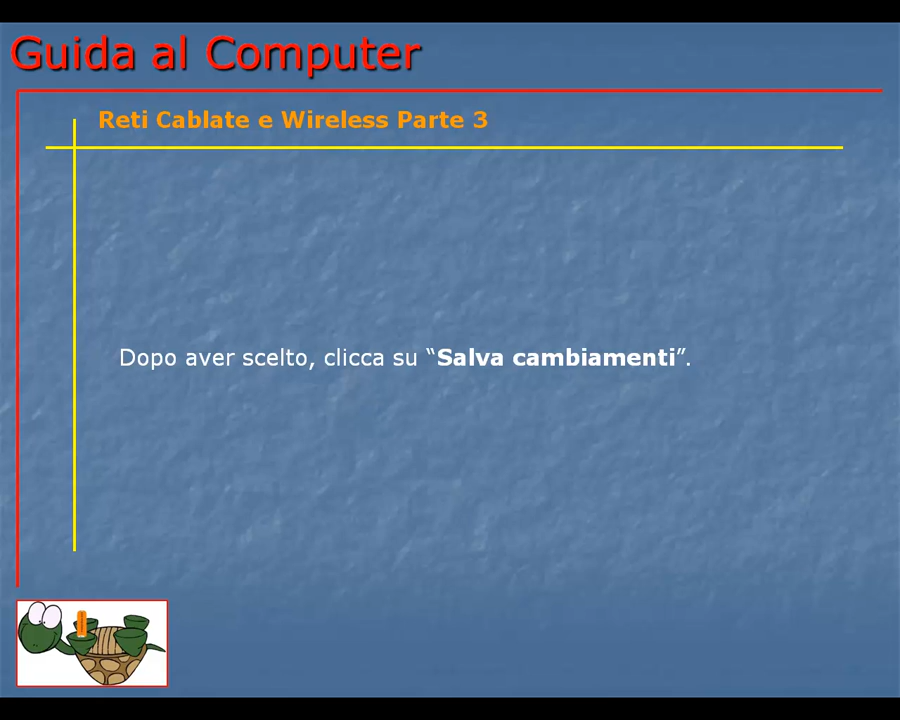 Guida al Computer
Reti Cablate e Wireless Parte 3
Dopo aver scelto, clicca su “Salva cambiamenti”.